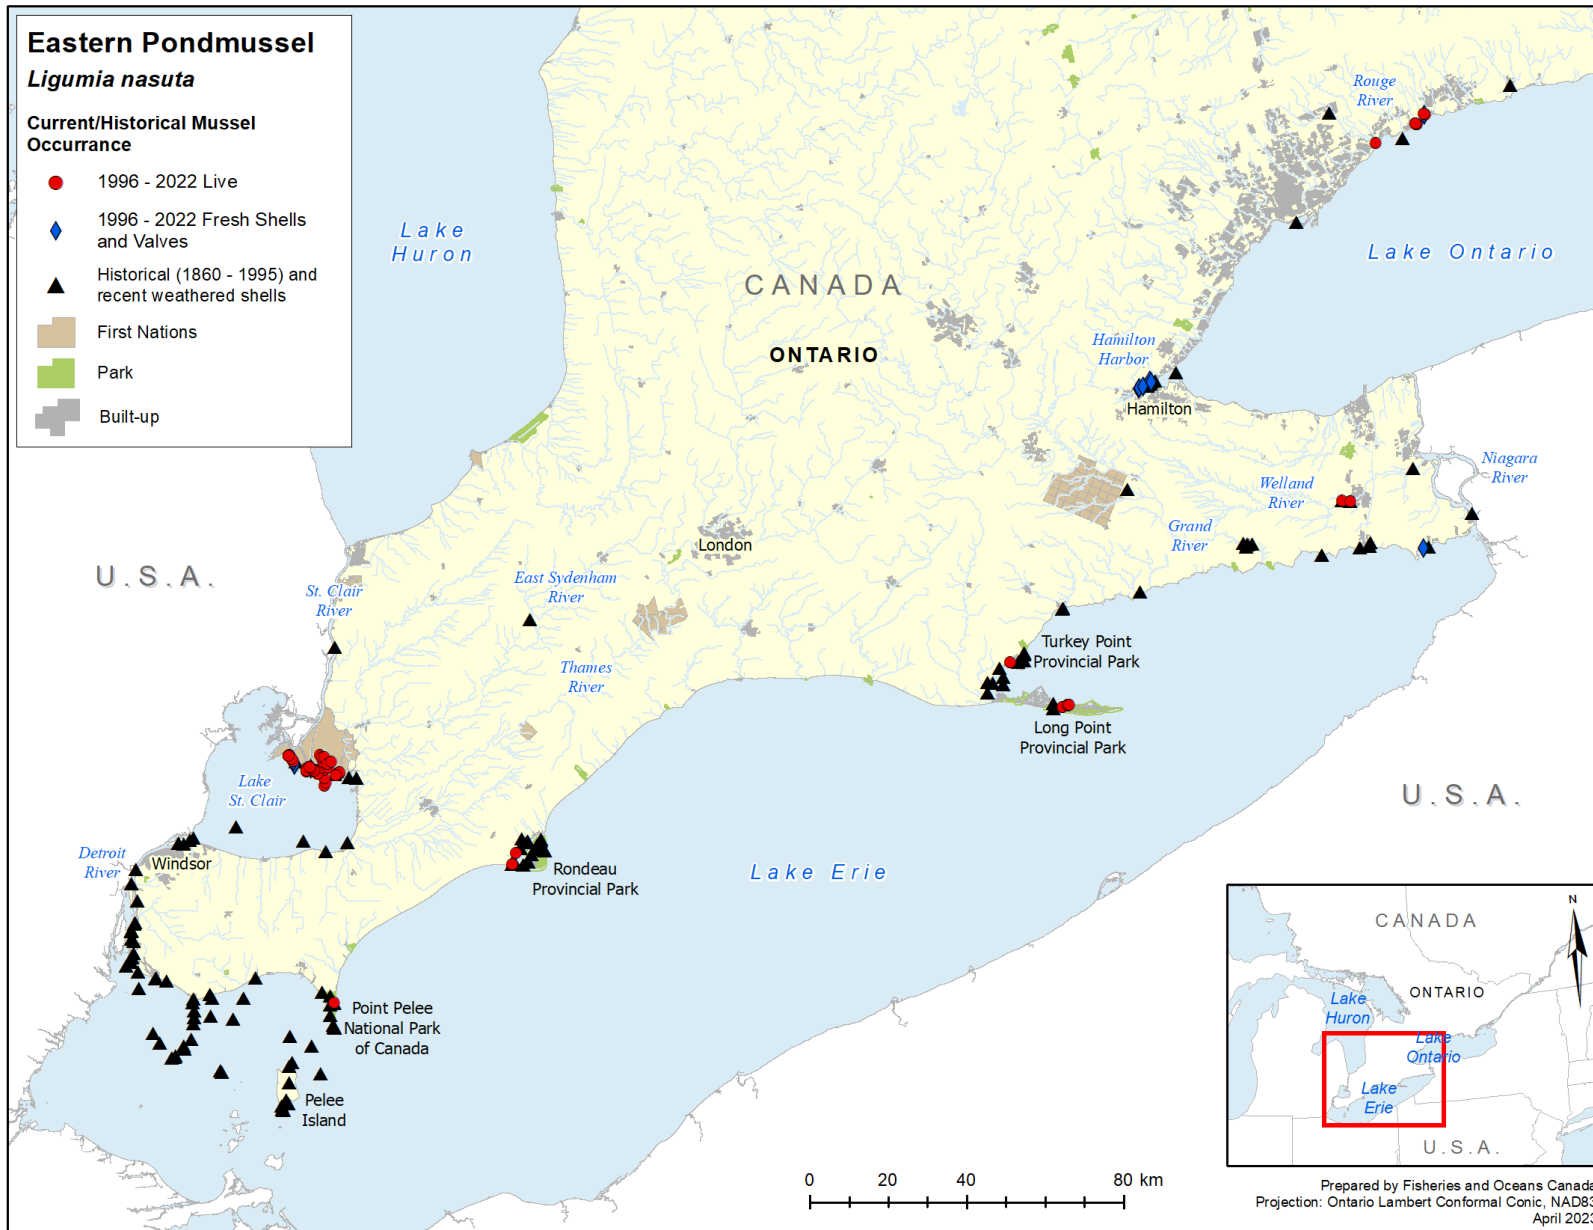 Eastern Pondmussel
Ligumia nasuta
Current/Historical Mussel
Occurrance
1996 - 2022 Live
1996 - 2022 Fresh Shells
and Valves
Historical (1860 - 1995) and
recent weathered shells
First Nations
Park
Built-up
Lake
Huron
CANADA
ONTARIO
Rouge
River
Lake Ontario
Hamilton
Harbor
Hamilton
Niagara
River
Welland
River
Grand
River
London
U.S.A.
St. Clair
River
East Sydenham
River
Thames
River
Turkey Point
Provincial Park
Long Point
Provincial Park
U.S.A.
Lake
St. Clair
Detroit
River
Windsor
Rondeau
Provincial Park
Lake Erie
Point Pelee
National Park
of Canada
Pelee
Island
0 20 40 80 km
N
CANADA
ONTARIO
Lake
Huron
Lake
Ontario
Lake
Erie
U.S.A.
Prepared by Fisheries and Oceans Canada
Projection: Ontario Lambert Conformal Conic, NAD83
April 2023